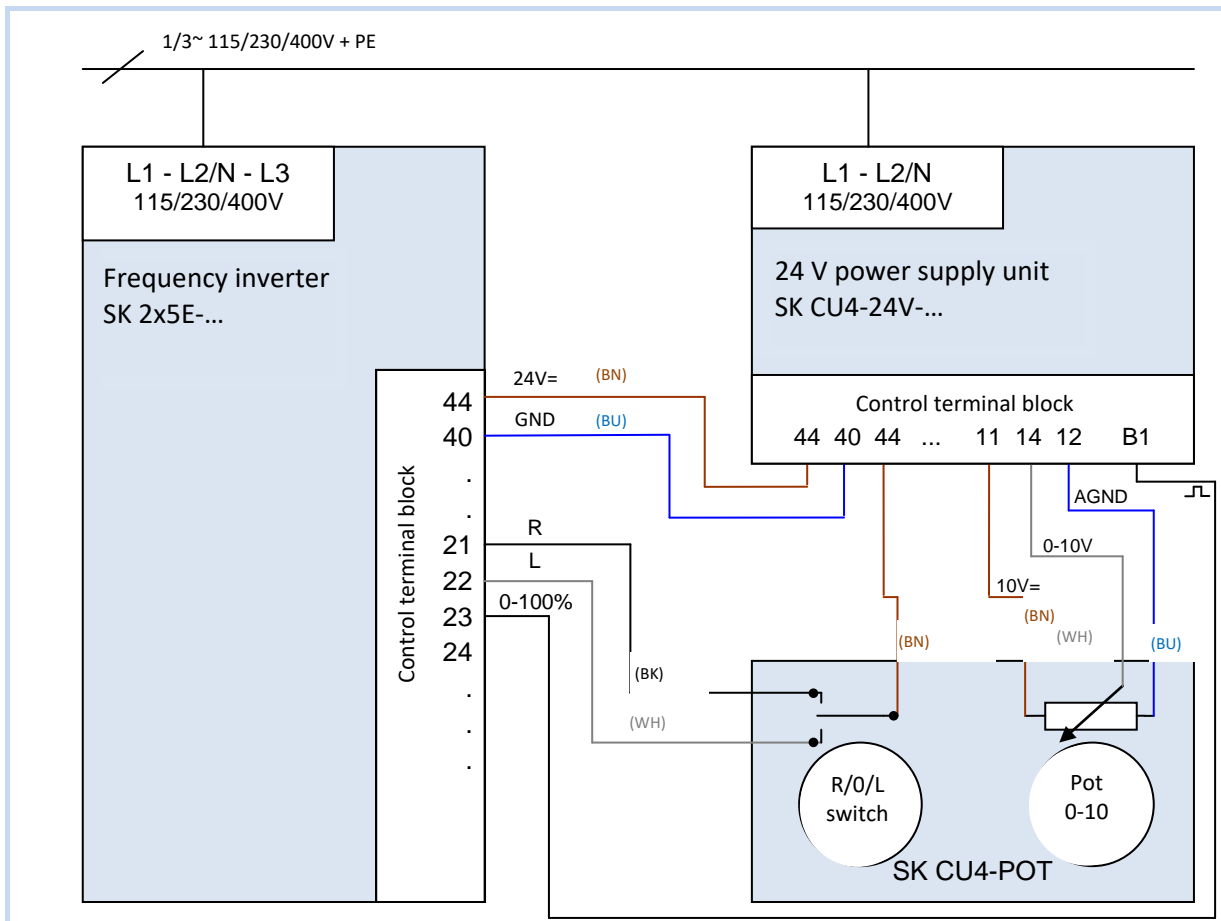 1/3~ 115/230/400V + PE
L1 - L2/N - L3
115/230/400V
Frequency inverter
SK 2x5E-...
L1 - L2/N
115/230/400V
24 V power supply unit
SK CU4-24V-...
Control terminal block
44 40 44 ... 11 14 12 B1
Control terminal block
44
40
.
.
21
22
23
24
.
.
.
24V= (BN)
GND (BU)
R
L
0-100%
(BK)
(WH)
AGND
0-10V
10V=
(BN)
(WH)
(BN)
(BU)
R/0/L
switch
Pot
0-10
SK CU4-POT